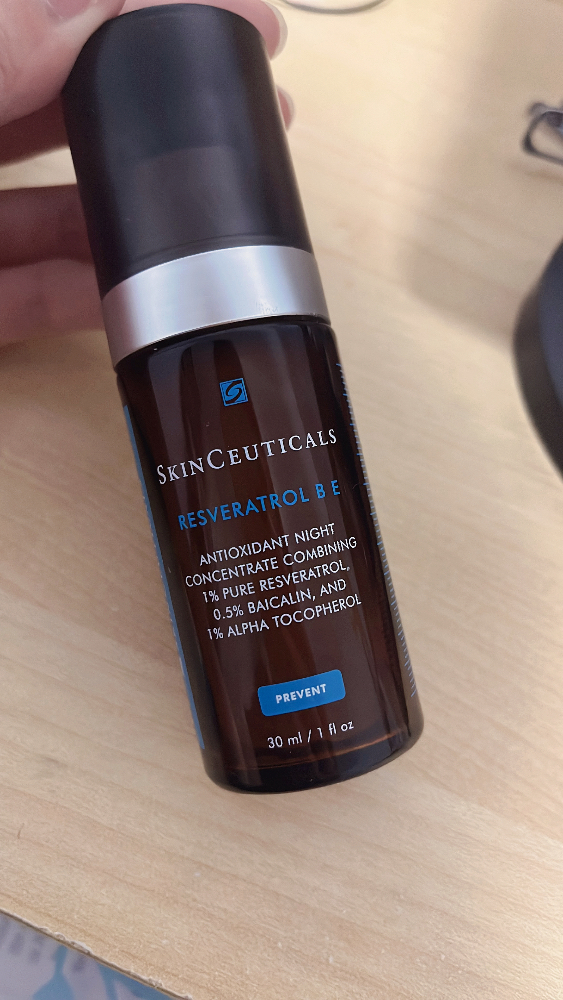 SKINCEUTICALS
RESVERATROL B E
ANTIOXIDANT NIGHT
CONCENTRATE COMBINING
1% PURE RESVERATROL,
0.5% BAICALIN, AND
1% ALPHA TOCOPHEROL
PREVENT
30 ml / 1 fl oz